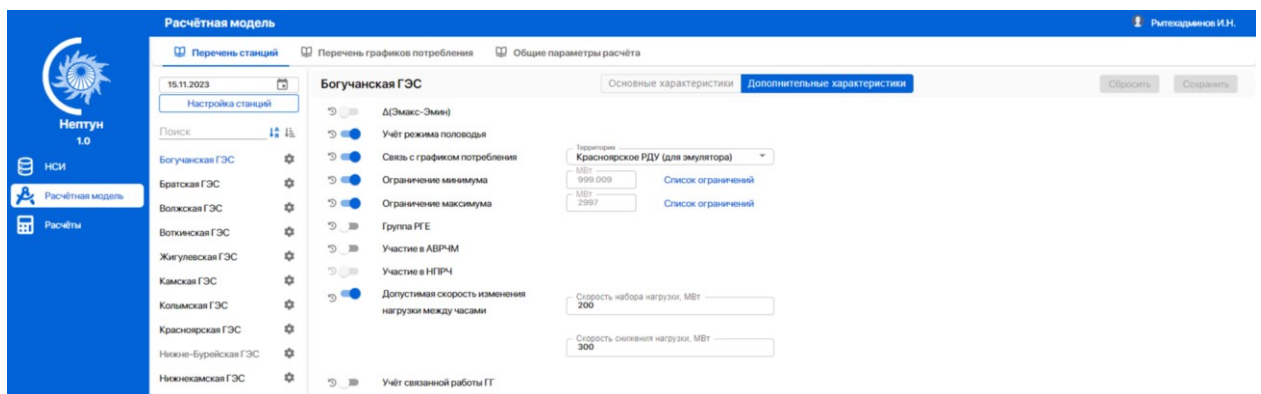 Расчётная модель
Рытехадминов И.Н.
Перечень станций
Перечень графиков потребления
Общие параметры расчёта
Нептун
1.0
НСИ
Расчётная модель
Расчёты
15.11.2023
Настройка станций
Поиск
Богучанская ГЭС
Братская ГЭС
Волжская ГЭС
Воткинская ГЭС
Жигулевская ГЭС
Камская ГЭС
Колымская ГЭС
Красноярская ГЭС
Нижне-Бурейская ГЭС
Нижнекамская ГЭС
Богучанская ГЭС
Основные характеристики
Дополнительные характеристики
Сбросить
Сохранить
Δ(Эмакс-Эмин)
Учёт режима половодья
Связь с графиком потребления
Территория
Красноярское РДУ (для эмулятора)
Ограничение минимума
МВт
999.009
Список ограничений
Ограничение максимума
МВт
2997
Список ограничений
Группа РГЕ
Участие в АВРЧМ
Участие в НПРЧ
Допустимая скорость изменения
нагрузки между часами
Скорость набора нагрузки, МВт
200
Скорость снижения нагрузки, МВт
300
Учёт связанной работы ГГ